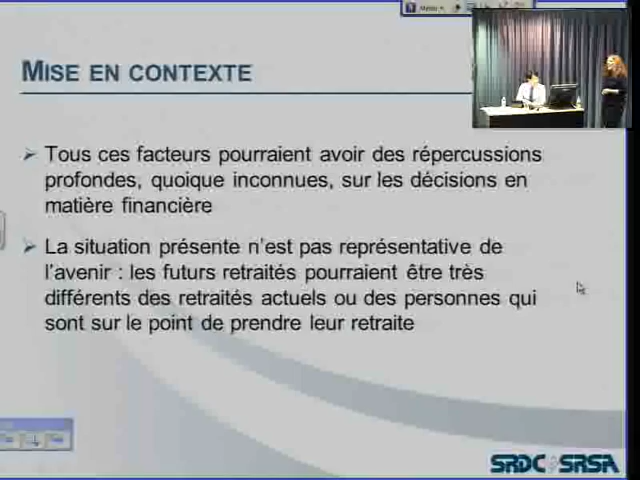 MISE EN CONTEXTE
Tous ces facteurs pourraient avoir des répercussions
profondes, quoique inconnues, sur les décisions en
matière financière
La situation présente n'est pas représentative de
l'avenir : les futurs retraités pourraient être très
différents des retraités actuels ou des personnes qui
sont sur le point de prendre leur retraite
SRDC SRSA